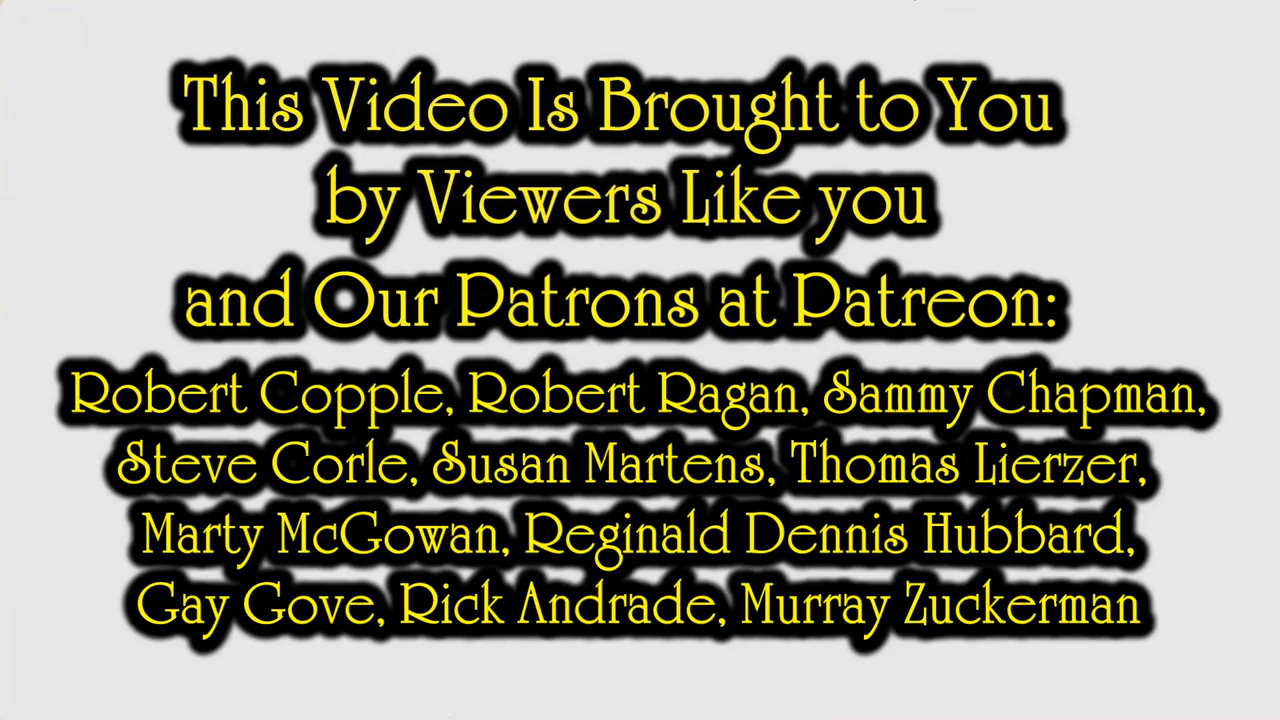 This Video Is Brought to You
by Viewers Like you
and Our Patrons at Patreon:
Robert Copple, Robert Ragan, Sammy Chapman,
Steve Corle, Susan Martens, Thomas Lierzer,
Marty McGowan, Reginald Dennis Hubbard,
Gay Gove, Rick Andrade, Murray Zuckerman